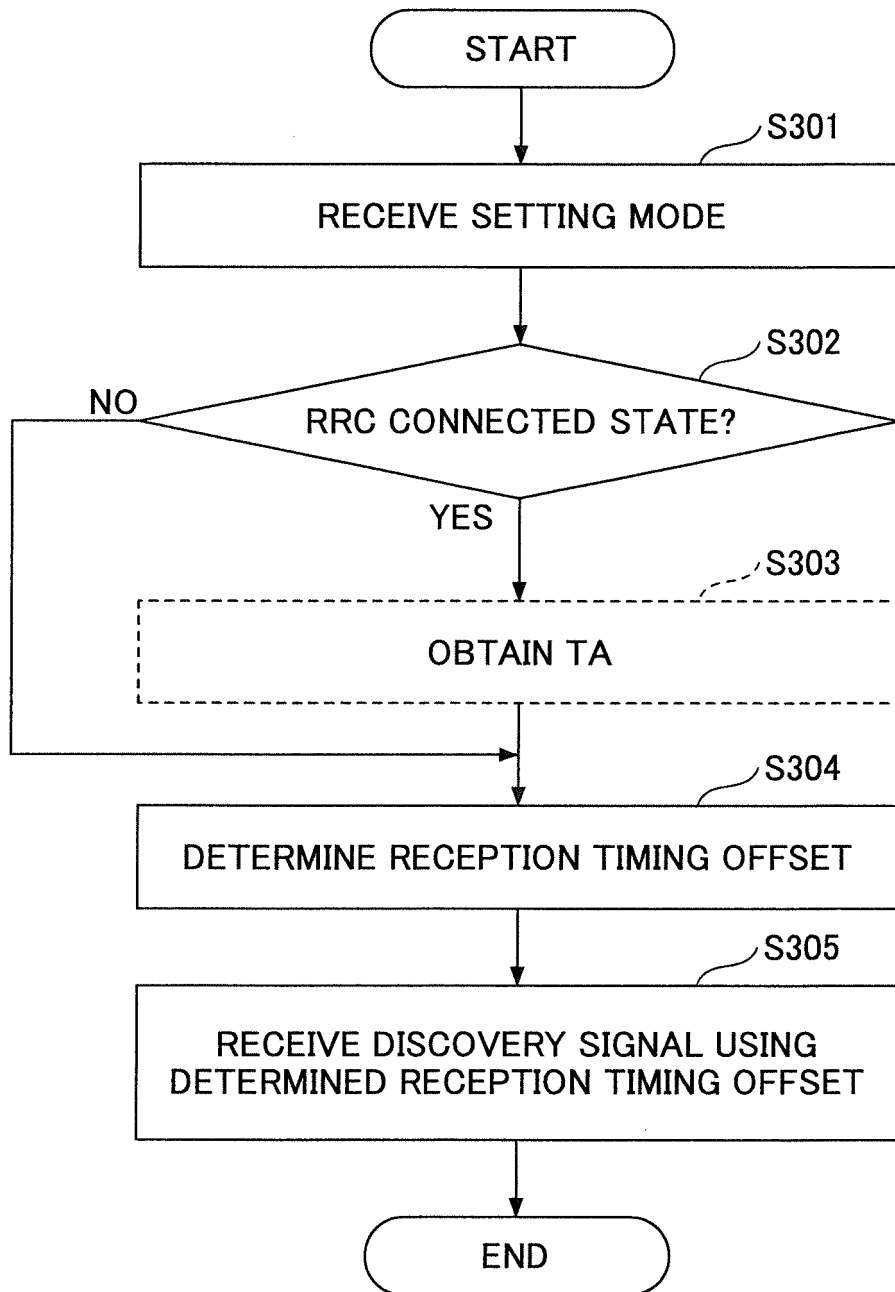 START
S301
RECEIVE SETTING MODE
S302
NO
RRC CONNECTED STATE?
YES
S303
OBTAIN TA
S304
DETERMINE RECEPTION TIMING OFFSET
S305
RECEIVE DISCOVERY SIGNAL USING
DETERMINED RECEPTION TIMING OFFSET
END